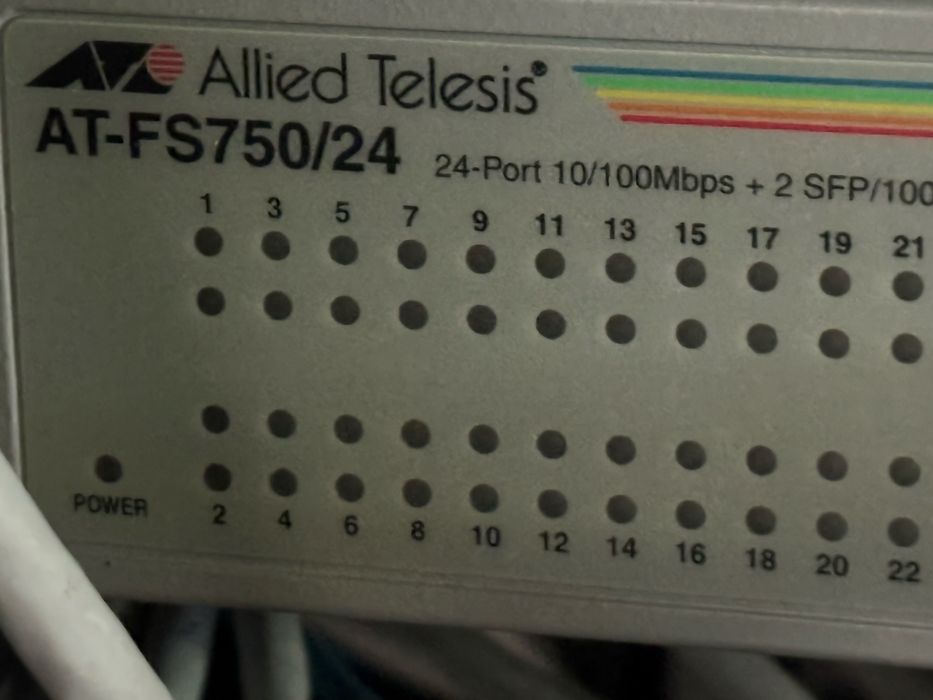 Allied Telesis®
AT-FS750/24
24-Port 10/100Mbps + 2 SFP/100
1 3 5 7 9 11 13 15 17 19 21
POWER
2 4 6 8 10 12 14 16 18 20 22